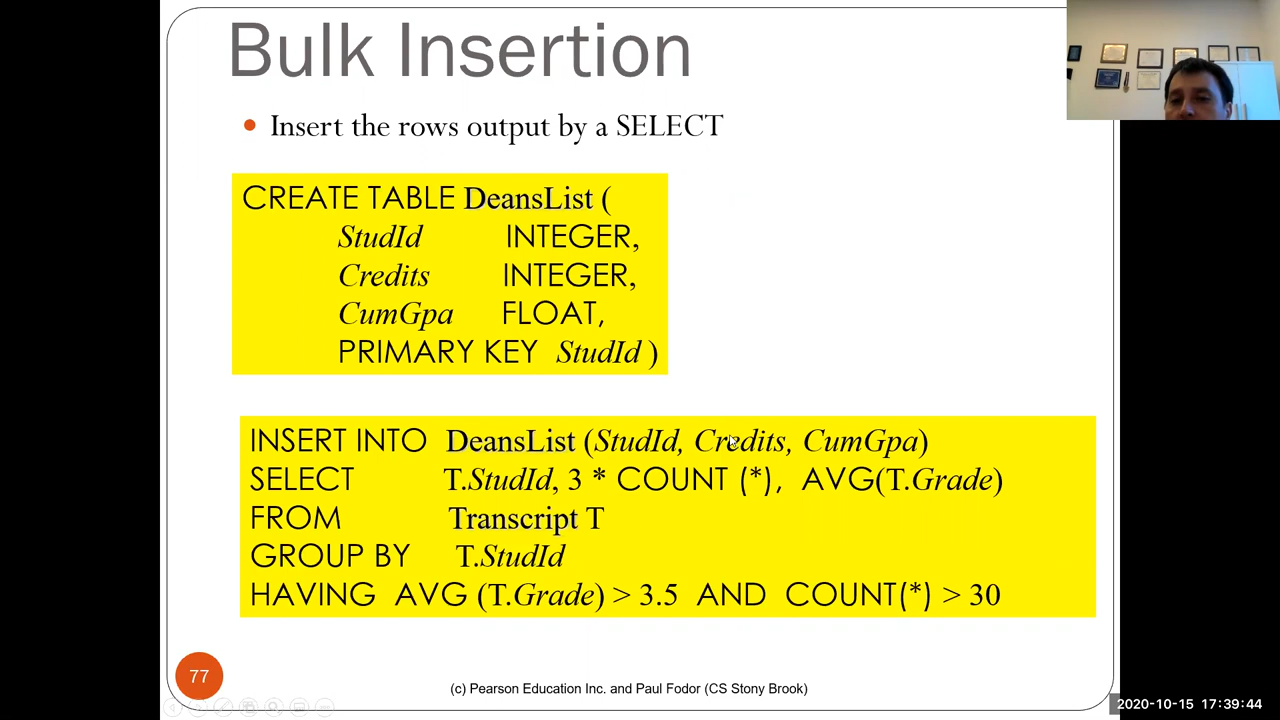 Bulk Insertion
• Insert the rows output by a SELECT
CREATE TABLE DeansList (
StudId INTEGER,
Credits INTEGER,
CumGpa FLOAT,
PRIMARY KEY StudId )
INSERT INTO DeansList (StudId, Credits, CumGpa)
SELECT T.StudId, 3 * COUNT (*), AVG(T.Grade)
FROM Transcript T
GROUP BY T.StudId
HAVING AVG (T.Grade) > 3.5 AND COUNT(*) > 30
77
(c) Pearson Education Inc. and Paul Fodor (CS Stony Brook)
2020-10-15 17:39:44